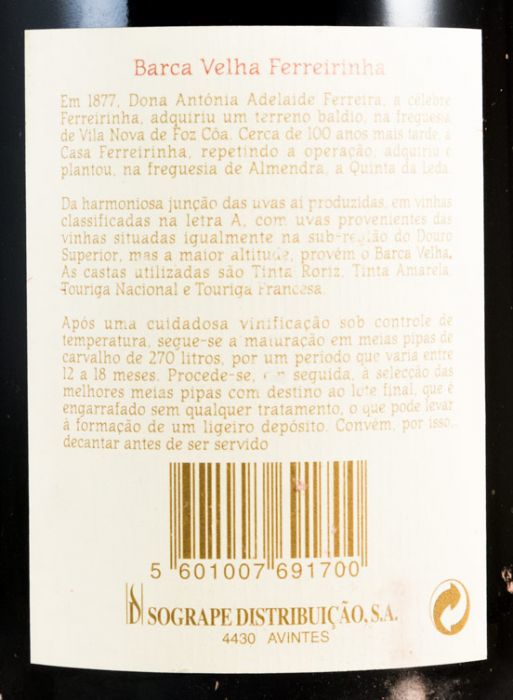 Barca Velha Ferreirinha
Em 1877, Dona Antónia Adelaide Ferreira, a célebre
Ferreirinha, adquiriu um terreno baldio, na freguesia
de Vila Nova de Foz Côa. Cerca de 100 anos mais tarde, a
Casa Ferreirinha, repetindo a operação, adquiriu e
plantou, na freguesia de Almendra, a Quinta da Leda.
Da harmoniosa junção das uvas aí produzidas, em vinhas
classificadas na letra A, com uvas provenientes das
vinhas situadas igualmente na sub-região do Douro
Superior, mas a maior altitude, provém o Barca Velha.
As castas utilizadas são Tinta Roriz, Tinta Amarela,
Touriga Nacional e Touriga Francesa.
Após uma cuidadosa vinificação sob controle de
temperatura, segue-se a maturação em meias pipas de
carvalho de 270 litros, por um período que varia entre
12 a 18 meses. Procede-se, em seguida, à selecção das
melhores meias pipas com destino ao lote final, que é
engarrafado sem qualquer tratamento, o que pode levar
à formação de um ligeiro depósito. Convém, por isso,
decantar antes de ser servido
5 601007 691700
SOGRAPE DISTRIBUIÇÃO, S.A.
4430 AVINTES